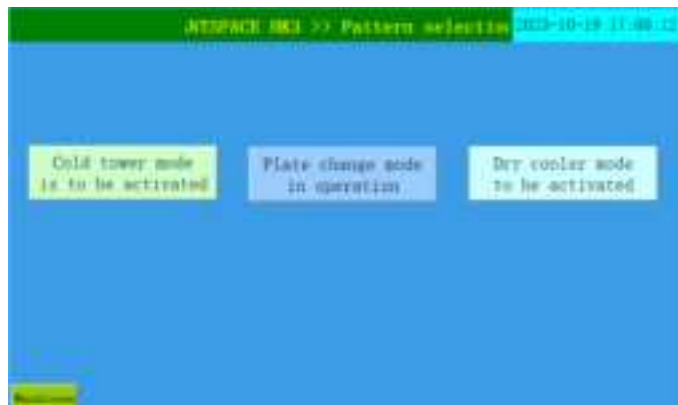 >> Pattern selection
Cold tower mode
is to be activated
Plate change mode
in operation
Dry cooler mode
to be activated